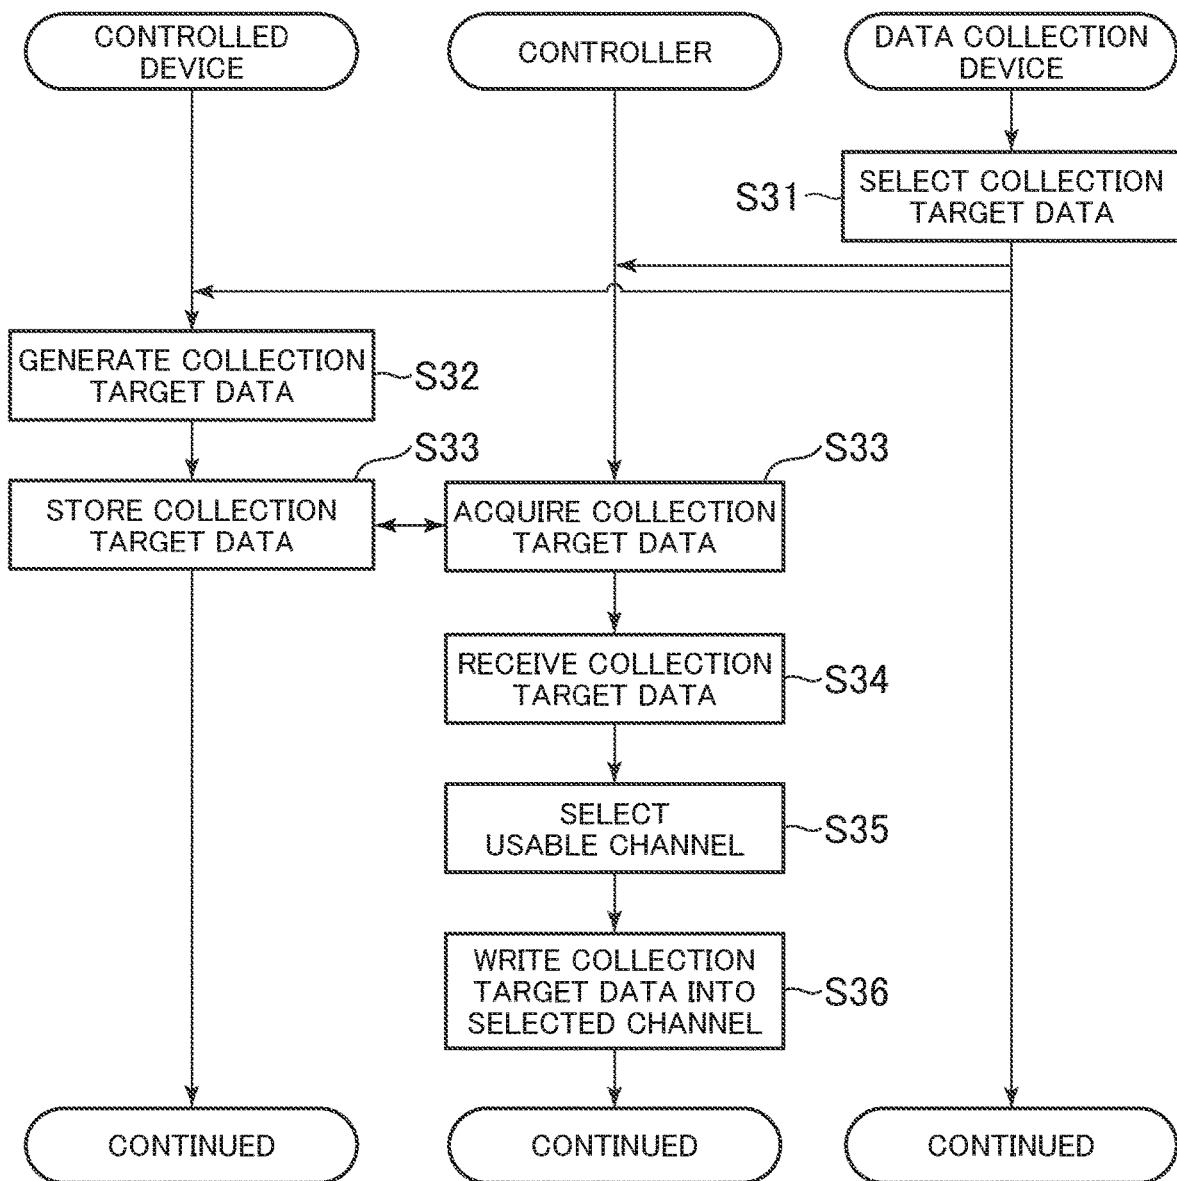 CONTROLLED
DEVICE
CONTROLLER
DATA COLLECTION
DEVICE
S31
SELECT COLLECTION
TARGET DATA
GENERATE COLLECTION
TARGET DATA
S32
S33
S33
STORE COLLECTION
TARGET DATA
ACQUIRE COLLECTION
TARGET DATA
RECEIVE COLLECTION
TARGET DATA
S34
SELECT
USABLE CHANNEL
S35
WRITE COLLECTION
TARGET DATA INTO
SELECTED CHANNEL
S36
CONTINUED
CONTINUED
CONTINUED